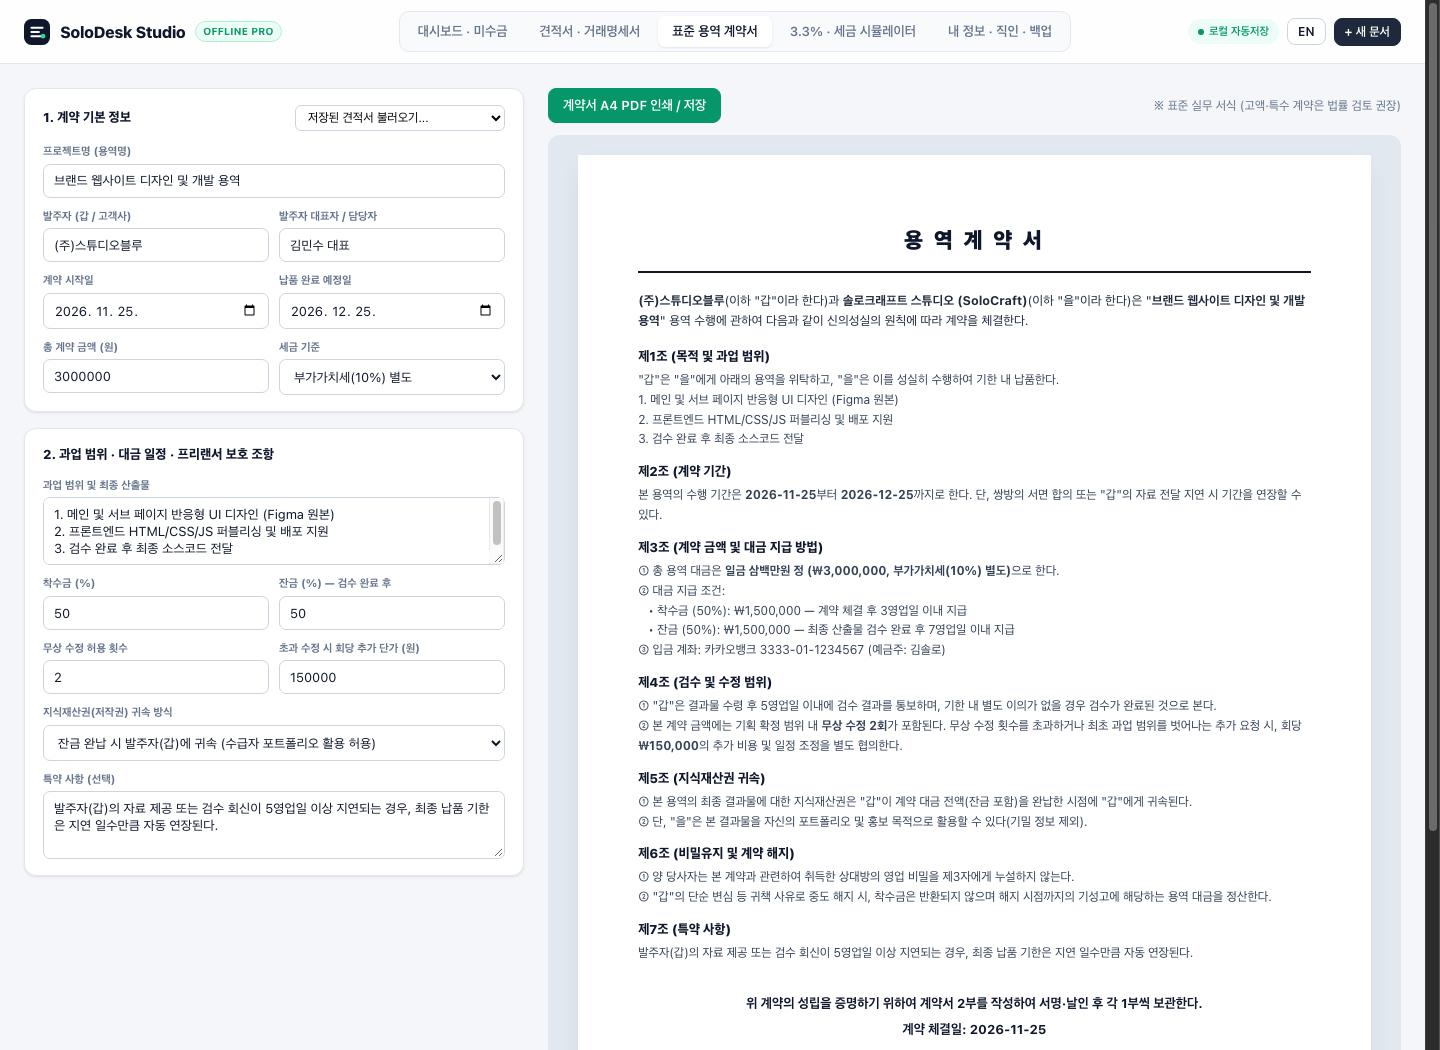 SoloDesk Studio
OFFLINE PRO
대시보드 · 미수금
견적서 · 거래명세서
표준 용역 계약서
3.3% · 세금 시뮬레이터
내 정보 · 직인 · 백업
로컬 자동저장
EN
+ 새 문서
1. 계약 기본 정보
저장된 견적서 불러오기...
프로젝트명 (용역명)
브랜드 웹사이트 디자인 및 개발 용역
발주자 (갑 / 고객사)
발주자 대표자 / 담당자
(주)스튜디오블루
김민수 대표
계약 시작일
납품 완료 예정일
2026. 11. 25.
2026. 12. 25.
총 계약 금액 (원)
세금 기준
3000000
부가가치세(10%) 별도
2. 과업 범위 · 대금 일정 · 프리랜서 보호 조항
과업 범위 및 최종 산출물
1. 메인 및 서브 페이지 반응형 UI 디자인 (Figma 원본)
2. 프론트엔드 HTML/CSS/JS 퍼블리싱 및 배포 지원
3. 검수 완료 후 최종 소스코드 전달
착수금 (%)
잔금 (%) — 검수 완료 후
50
50
무상 수정 허용 횟수
초과 수정 시 회당 추가 단가 (원)
2
150000
지식재산권(저작권) 귀속 방식
잔금 완납 시 발주자(갑)에 귀속 (수급자 포트폴리오 활용 허용)
특약 사항 (선택)
발주자(갑)의 자료 제공 또는 검수 회신이 5영업일 이상 지연되는 경우, 최종 납품 기한
은 지연 일수만큼 자동 연장된다.
계약서 A4 PDF 인쇄 / 저장
※ 표준 실무 서식 (고액·특수 계약은 법률 검토 권장)
용 역 계 약 서
(주)스튜디오블루(이하 "갑"이라 한다)과 솔로크래프트 스튜디오 (SoloCraft)(이하 "을"이라 한다)은 "브랜드 웹사이트 디자인 및 개발
용역" 용역 수행에 관하여 다음과 같이 신의성실의 원칙에 따라 계약을 체결한다.
제1조 (목적 및 과업 범위)
"갑"은 "을"에게 아래의 용역을 위탁하고, "을"은 이를 성실히 수행하여 기한 내 납품한다.
1. 메인 및 서브 페이지 반응형 UI 디자인 (Figma 원본)
2. 프론트엔드 HTML/CSS/JS 퍼블리싱 및 배포 지원
3. 검수 완료 후 최종 소스코드 전달
제2조 (계약 기간)
본 용역의 수행 기간은 2026-11-25부터 2026-12-25까지로 한다. 단, 쌍방의 서면 합의 또는 "갑"의 자료 전달 지연 시 기간을 연장할 수
있다.
제3조 (계약 금액 및 대금 지급 방법)
① 총 용역 대금은 일금 삼백만원 정 (₩3,000,000, 부가가치세(10%) 별도)으로 한다.
② 대금 지급 조건:
• 착수금 (50%): ₩1,500,000 — 계약 체결 후 3영업일 이내 지급
• 잔금 (50%): ₩1,500,000 — 최종 산출물 검수 완료 후 7영업일 이내 지급
③ 입금 계좌: 카카오뱅크 3333-01-1234567 (예금주: 김솔로)
제4조 (검수 및 수정 범위)
① "갑"은 결과물 수령 후 5영업일 이내에 검수 결과를 통보하며, 기한 내 별도 이의가 없을 경우 검수가 완료된 것으로 본다.
② 본 계약 금액에는 기획 확정 범위 내 무상 수정 2회가 포함된다. 무상 수정 횟수를 초과하거나 최초 과업 범위를 벗어나는 추가 요청 시, 회당
₩150,000의 추가 비용 및 일정 조정을 별도 협의한다.
제5조 (지식재산권 귀속)
① 본 용역의 최종 결과물에 대한 지식재산권은 "갑"이 계약 대금 전액(잔금 포함)을 완납한 시점에 "갑"에게 귀속된다.
② 단, "을"은 본 결과물을 자신의 포트폴리오 및 홍보 목적으로 활용할 수 있다(기밀 정보 제외).
제6조 (비밀유지 및 계약 해지)
① 양 당사자는 본 계약과 관련하여 취득한 상대방의 영업 비밀을 제3자에게 누설하지 않는다.
② "갑"의 단순 변심 등 귀책 사유로 중도 해지 시, 착수금은 반환되지 않으며 해지 시점까지의 기성고에 해당하는 용역 대금을 정산한다.
제7조 (특약 사항)
발주자(갑)의 자료 제공 또는 검수 회신이 5영업일 이상 지연되는 경우, 최종 납품 기한은 지연 일수만큼 자동 연장된다.
위 계약의 성립을 증명하기 위하여 계약서 2부를 작성하여 서명·날인 후 각 1부씩 보관한다.
계약 체결일: 2026-11-25